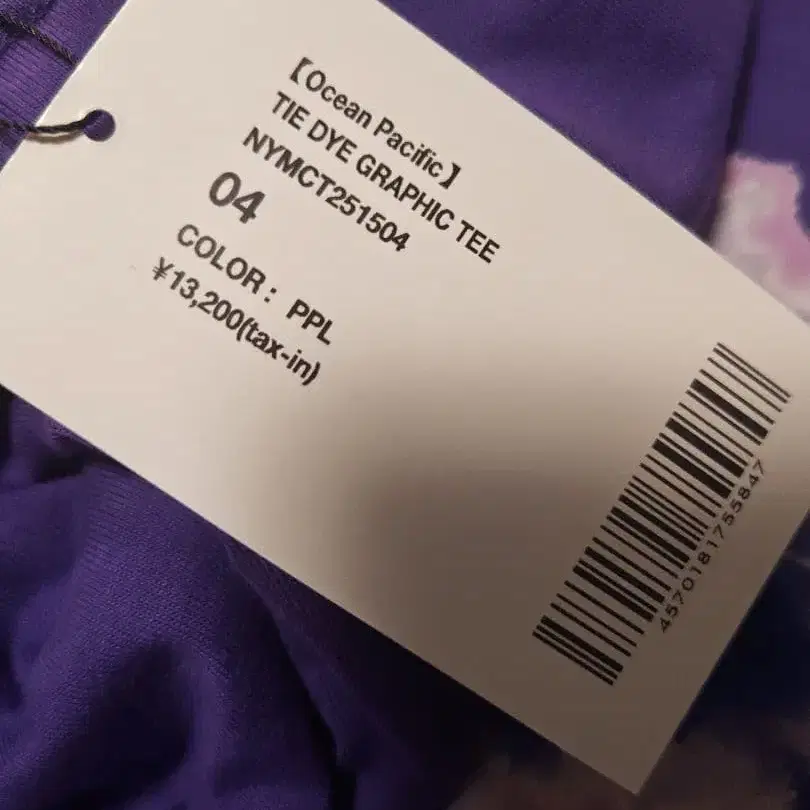 【Ocean Pacific】
TIE DYE GRAPHIC TEE
NYMCT251504
04
COLOR: PPL
¥13,200(tax-in)
4570181755847